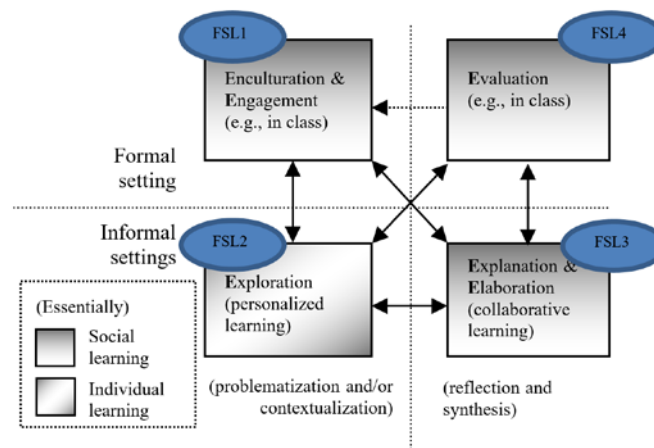 FSL1
FSL4
Enculturation &
Engagement
(e.g., in class)
Evaluation
(e.g., in class)
Formal
setting
Informal
settings
FSL2
FSL3
Exploration
(personalized
learning)
Explanation &
Elaboration
(collaborative
learning)
(Essentially)
Social
learning
Individual
learning
(problematization and/or
contextualization)
(reflection and
synthesis)